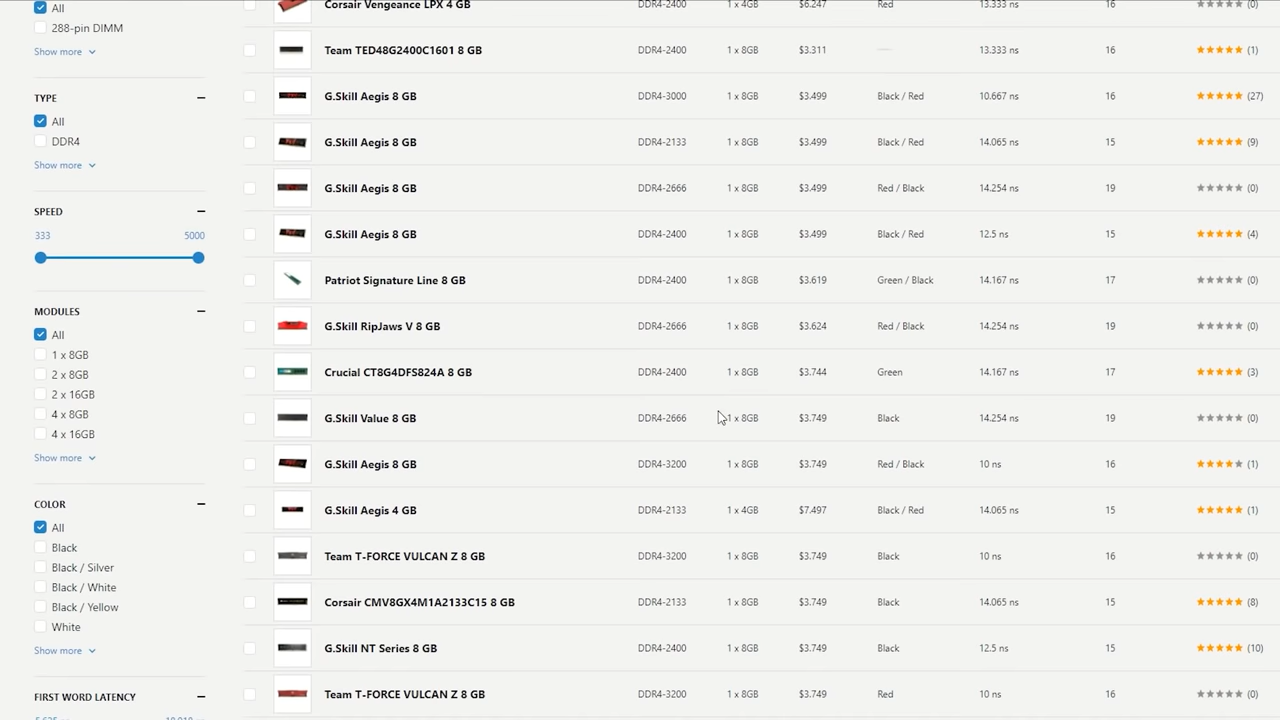 All
288-pin DIMM
Show more
TYPE
All
DDR4
Show more
SPEED
333 5000
MODULES
All
1 x 8GB
2 x 8GB
2 x 16GB
4 x 8GB
4 x 16GB
Show more
COLOR
All
Black
Black / Silver
Black / White
Black / Yellow
White
Show more
FIRST WORD LATENCY
Corsair Vengeance LPX 4 GB DDR4-2400 1 x 4GB $6.247 Red 13.333 ns 16 (0)
Team TED48G2400C1601 8 GB DDR4-2400 1 x 8GB $3.311 13.333 ns 16 (1)
G.Skill Aegis 8 GB DDR4-3000 1 x 8GB $3.499 Black / Red 10.667 ns 16 (27)
G.Skill Aegis 8 GB DDR4-2133 1 x 8GB $3.499 Black / Red 14.065 ns 15 (9)
G.Skill Aegis 8 GB DDR4-2666 1 x 8GB $3.499 Red / Black 14.254 ns 19 (0)
G.Skill Aegis 8 GB DDR4-2400 1 x 8GB $3.499 Black / Red 12.5 ns 15 (4)
Patriot Signature Line 8 GB DDR4-2400 1 x 8GB $3.619 Green / Black 14.167 ns 17 (0)
G.Skill RipJaws V 8 GB DDR4-2666 1 x 8GB $3.624 Red / Black 14.254 ns 19 (0)
Crucial CT8G4DFS824A 8 GB DDR4-2400 1 x 8GB $3.744 Green 14.167 ns 17 (3)
G.Skill Value 8 GB DDR4-2666 1 x 8GB $3.749 Black 14.254 ns 19 (0)
G.Skill Aegis 8 GB DDR4-3200 1 x 8GB $3.749 Red / Black 10 ns 16 (1)
G.Skill Aegis 4 GB DDR4-2133 1 x 4GB $7.497 Black / Red 14.065 ns 15 (1)
Team T-FORCE VULCAN Z 8 GB DDR4-3200 1 x 8GB $3.749 Black 10 ns 16 (0)
Corsair CMV8GX4M1A2133C15 8 GB DDR4-2133 1 x 8GB $3.749 Black 14.065 ns 15 (8)
G.Skill NT Series 8 GB DDR4-2400 1 x 8GB $3.749 Black 12.5 ns 15 (10)
Team T-FORCE VULCAN Z 8 GB DDR4-3200 1 x 8GB $3.749 Red 10 ns 16 (0)